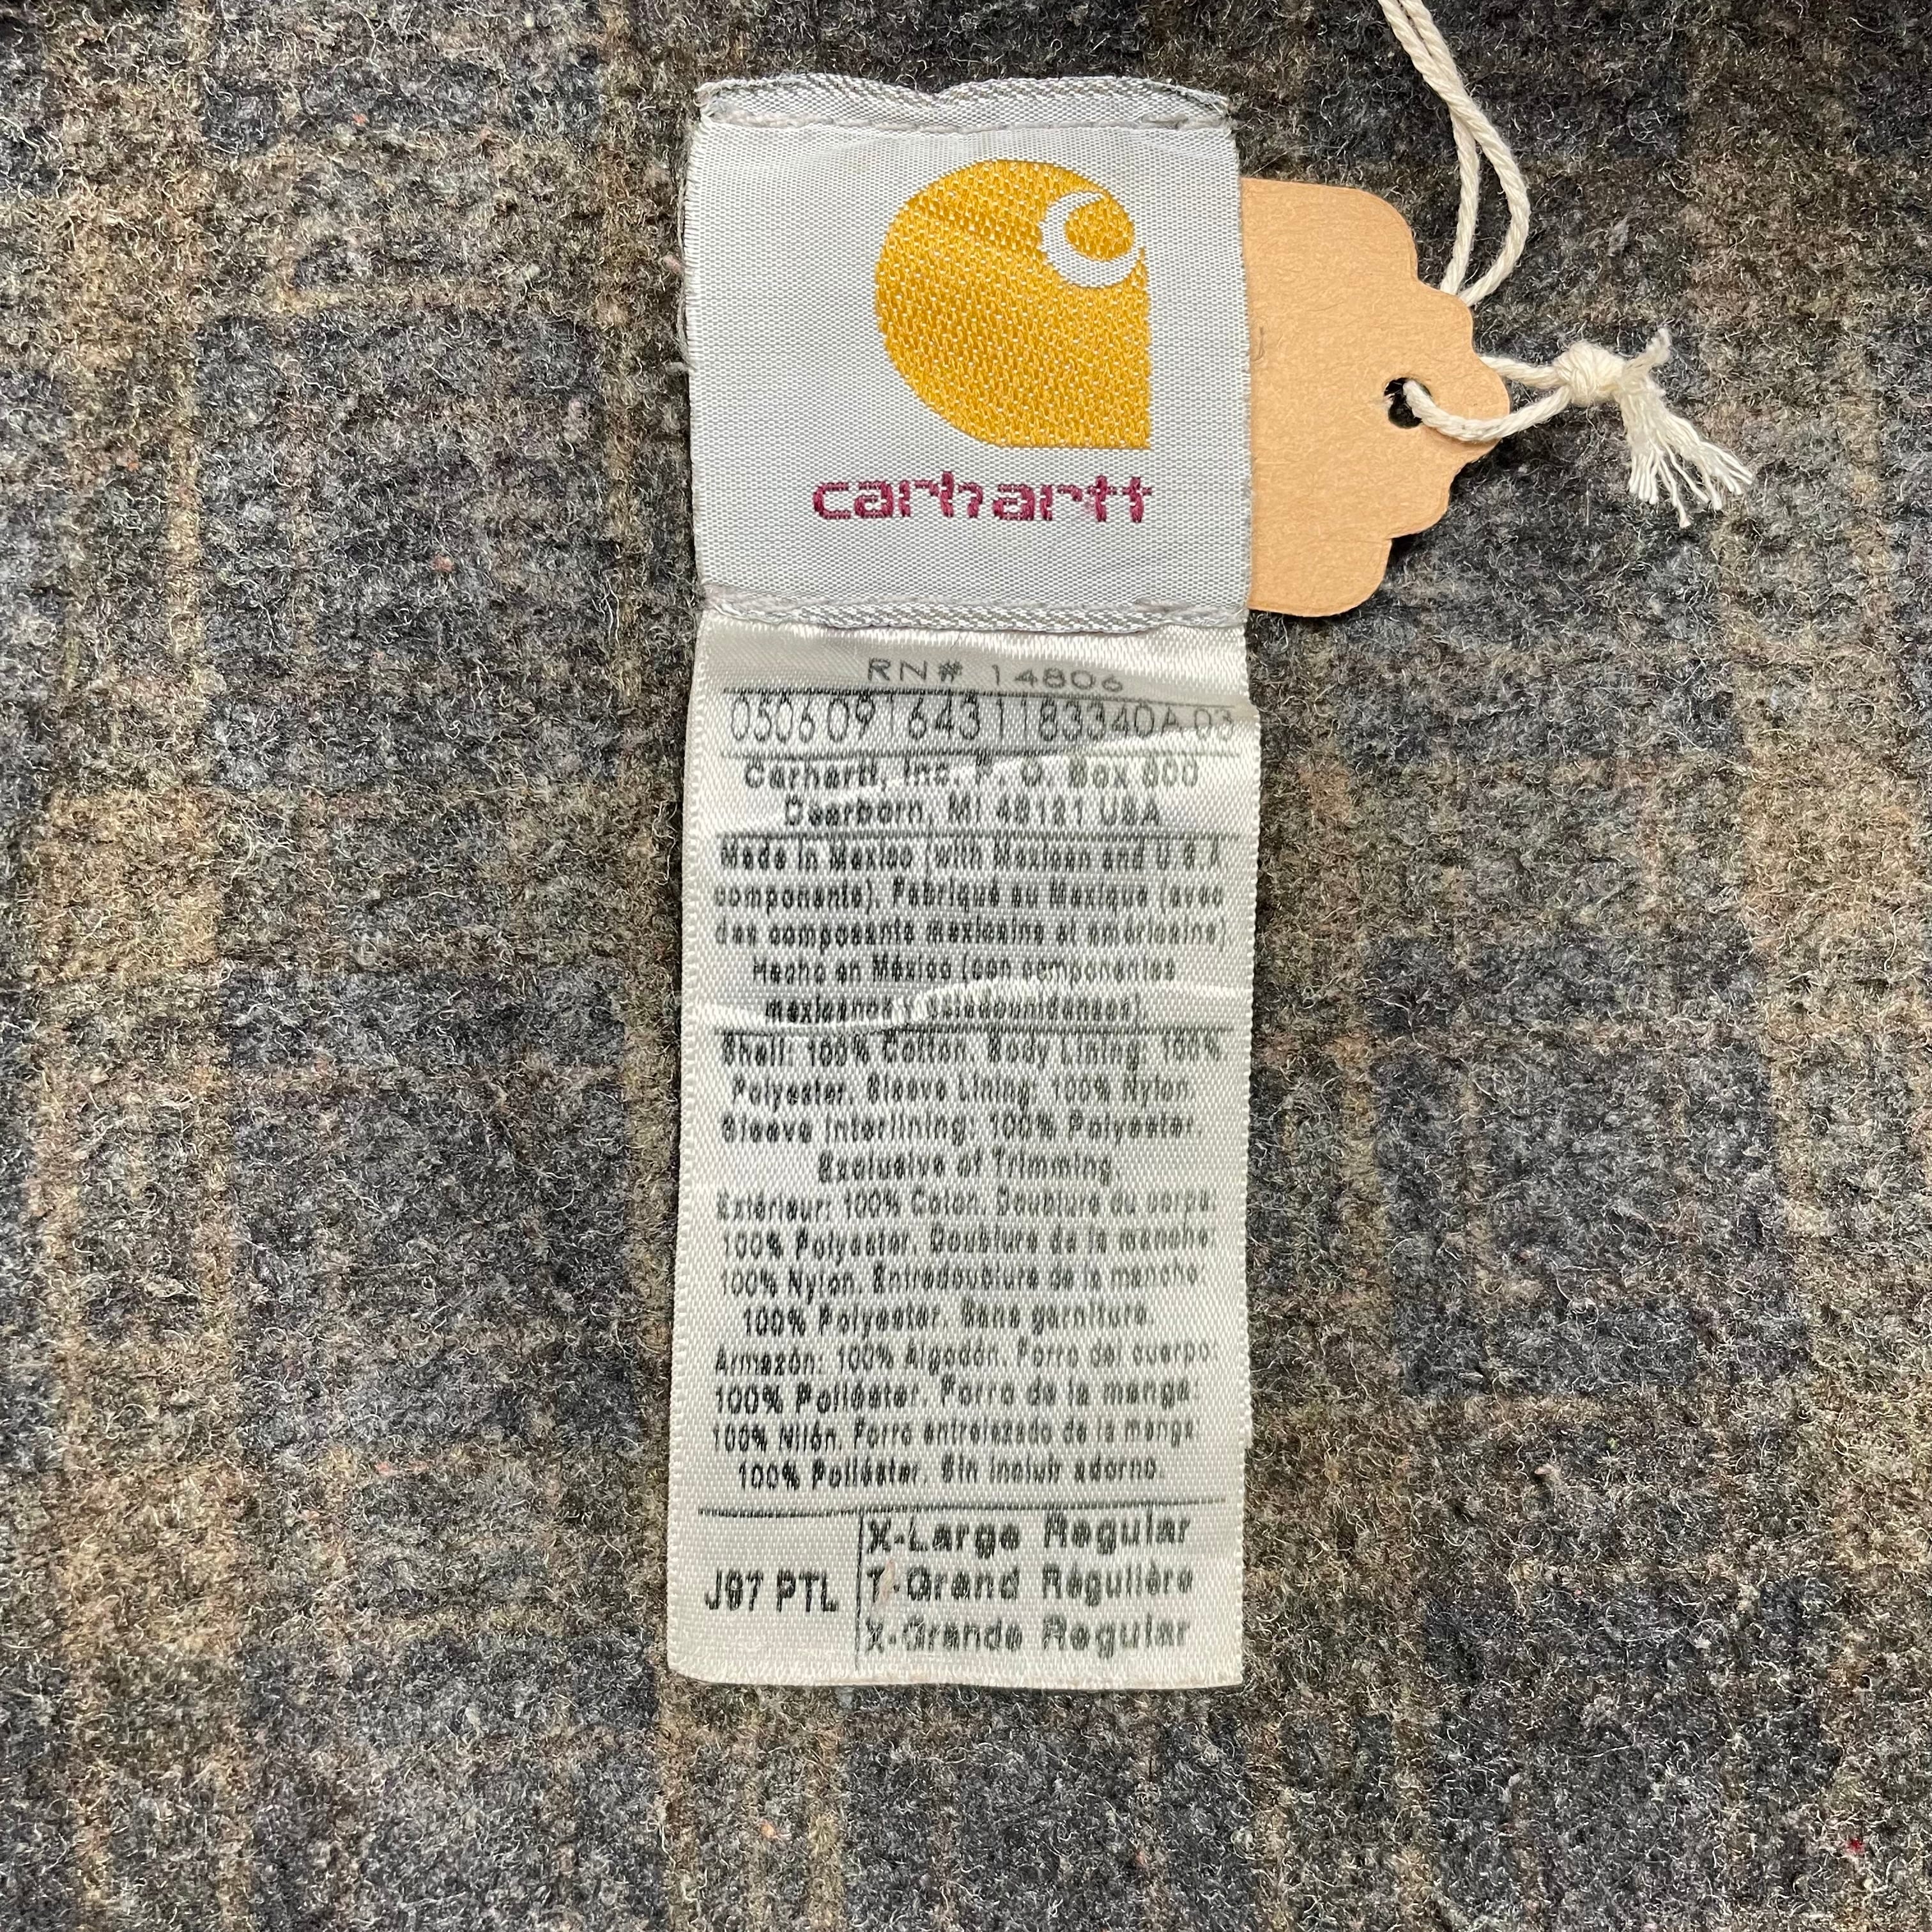 carhartt
RN# 14806
0506091643118334OA 03
Carhartt, Inc. P. O. Box 600
Dearborn, MI 48121 USA
Made in Mexico (with Mexican and U S A
components). Fabriqué au Mexique (avec
des composants mexicains et américains)
Hecho en México (con componentes
mexicanos y estadounidenses)
Shell: 100% Cotton. Body Lining: 100%
Polyester. Sleeve Lining: 100% Nylon
Sleeve Interlining: 100% Polyester.
Exclusive of Trimming
Extérieur: 100% Coton. Doublure du corps
100% Polyester. Doublure de la manche
100% Nylon. Entredoublure de la manche
100% Polyester. Sans garniture.
Armazón: 100% Algodón. Forro del cuerpo:
100% Poliéster. Forro de la manga:
100% Nilón. Forro entrelazado de la manga
100% Poliéster. Sin incluir adorno.
J97 PTL
X-Large Regular
T-Grand Régulière
X-Grande Regular